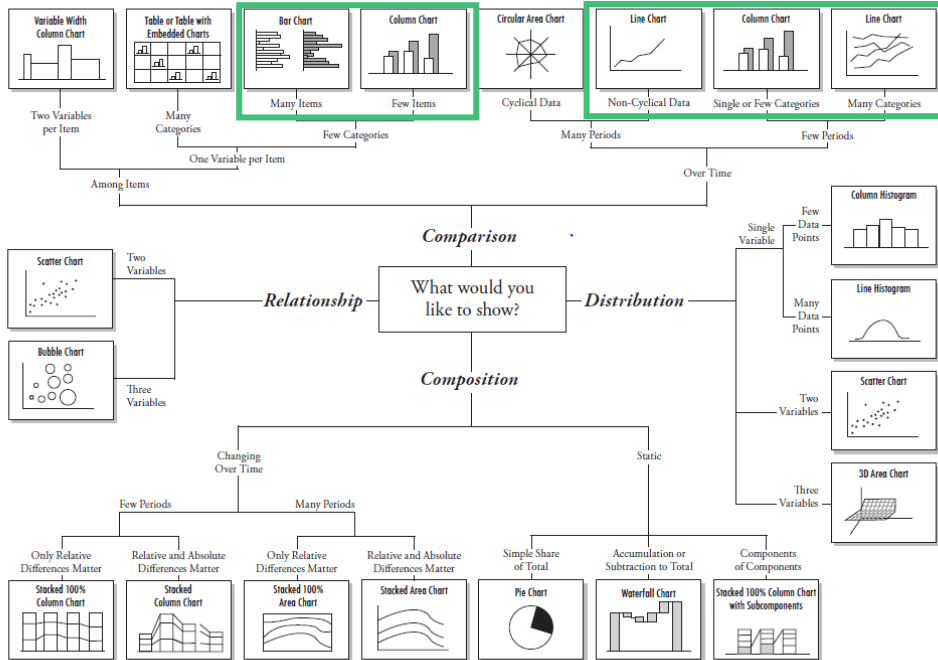 Variable Width
Column Chart
Table or Table with
Embedded Charts
Bar Chart
Column Chart
Circular Area Chart
Line Chart
Column Chart
Line Chart
Two Variables
per Item
Many
Categories
Many Items
Few Items
Cyclical Data
Non-Cyclical Data
Single or Few Categories
Many Categories
Few Categories
Many Periods
Few Periods
One Variable per Item
Among Items
Over Time
Comparison
What would you
like to show?
Relationship
Two
Variables
Scatter Chart
Bubble Chart
Three
Variables
Distribution
Single
Variable
Few
Data
Points
Column Histogram
Many
Data
Points
Line Histogram
Two
Variables
Scatter Chart
Three
Variables
3D Area Chart
Composition
Changing
Over Time
Static
Few Periods
Many Periods
Only Relative
Differences Matter
Relative and Absolute
Differences Matter
Only Relative
Differences Matter
Relative and Absolute
Differences Matter
Simple Share
of Total
Accumulation or
Subtraction to Total
Components
of Components
Stacked 100%
Column Chart
Stacked
Column Chart
Stacked 100%
Area Chart
Stacked Area Chart
Pie Chart
Waterfall Chart
Stacked 100% Column Chart
with Subcomponents